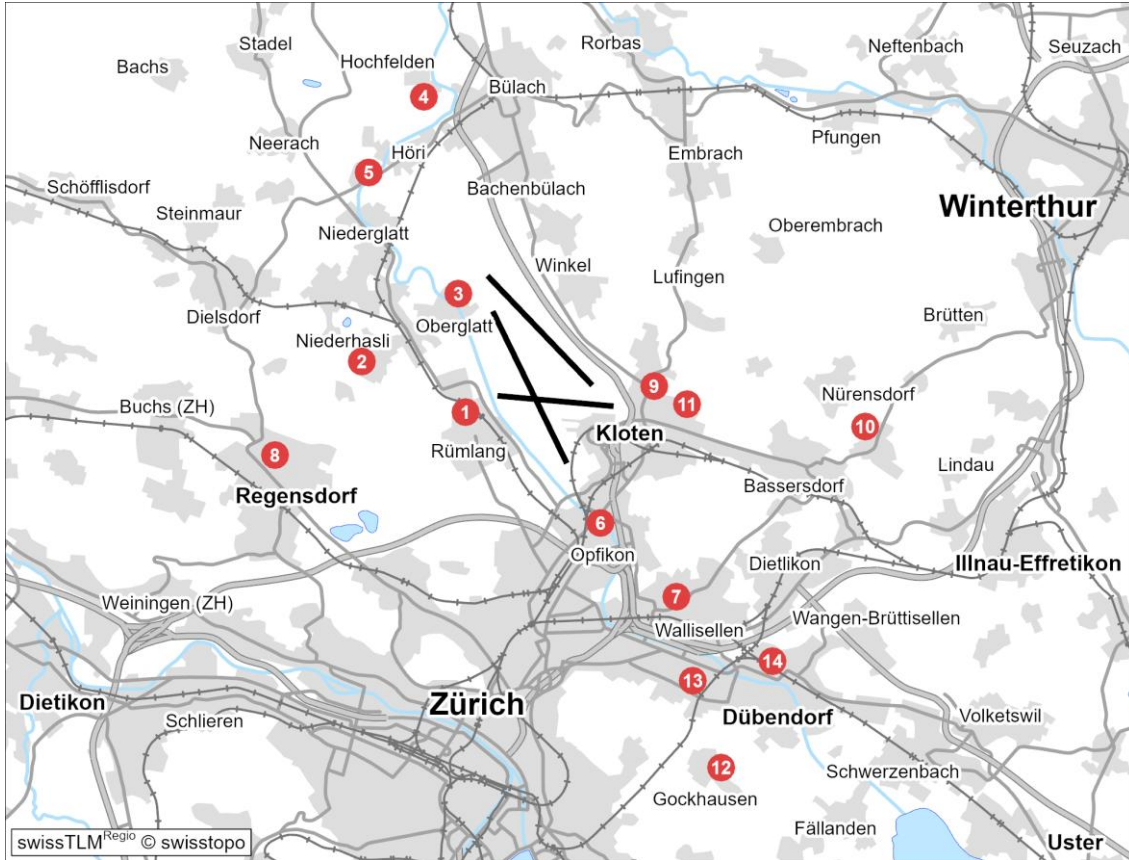 Stadel
Rorbas
Neftenbach
Seuzach
Bachs
Hochfelden
4
Bülach
Neerach
Höri
Embrach
Pfungen
5
Bachenbülach
Schöfflisdorf
Steinmaur
Winterthur
Oberembrach
Niederglatt
Winkel
Lufingen
3
Dielsdorf
Oberglatt
Brütten
Niederhasli
2
9
Nürensdorf
11
Buchs (ZH)
1
10
Kloten
Rümlang
8
Lindau
Regensdorf
Bassersdorf
6
Opfikon
Dietlikon
Illnau-Effretikon
Weiningen (ZH)
7
Wallisellen
Wangen-Brüttisellen
14
13
Dietikon
Zürich
Schlieren
Dübendorf
Volketswil
12
Schwerzenbach
Gockhausen
Fällanden
swissTLMRegio © swisstopo
Uster